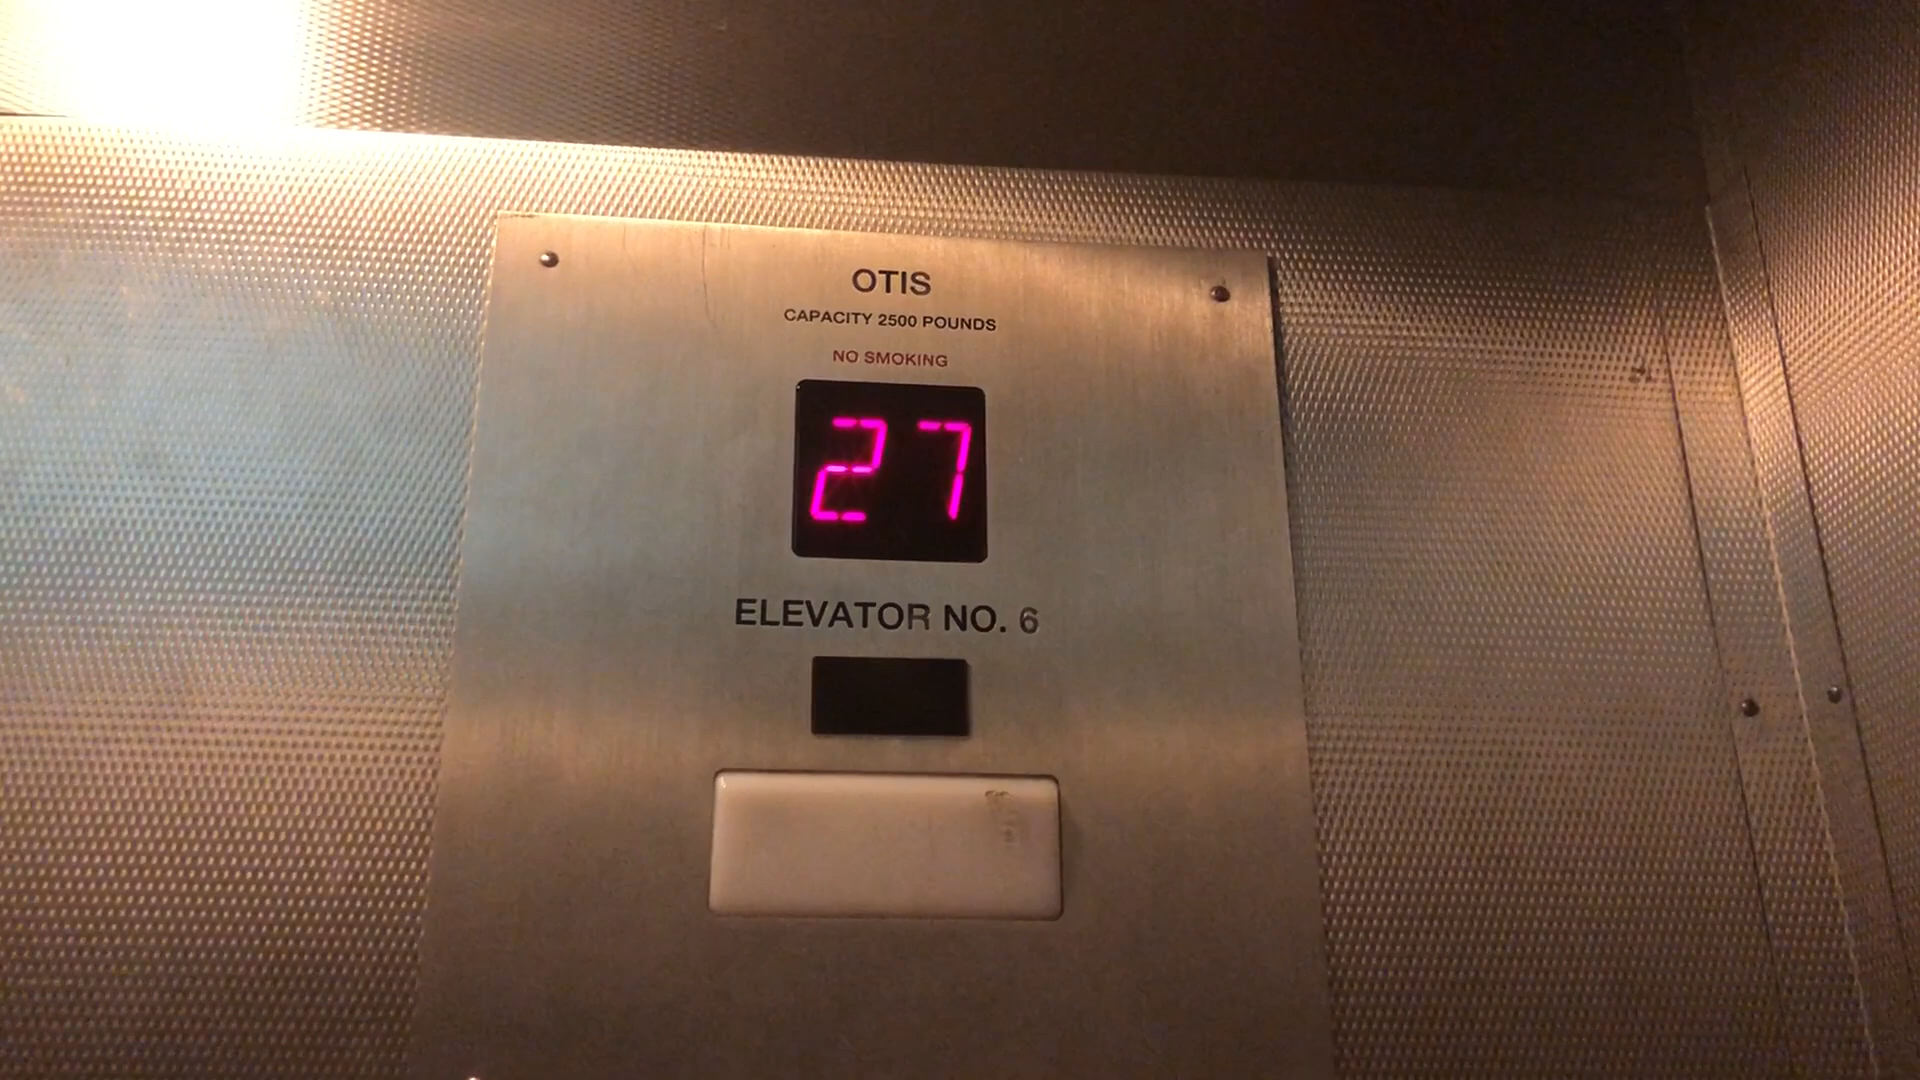 OTIS
CAPACITY 2500 POUNDS
NO SMOKING
27
ELEVATOR NO. 6